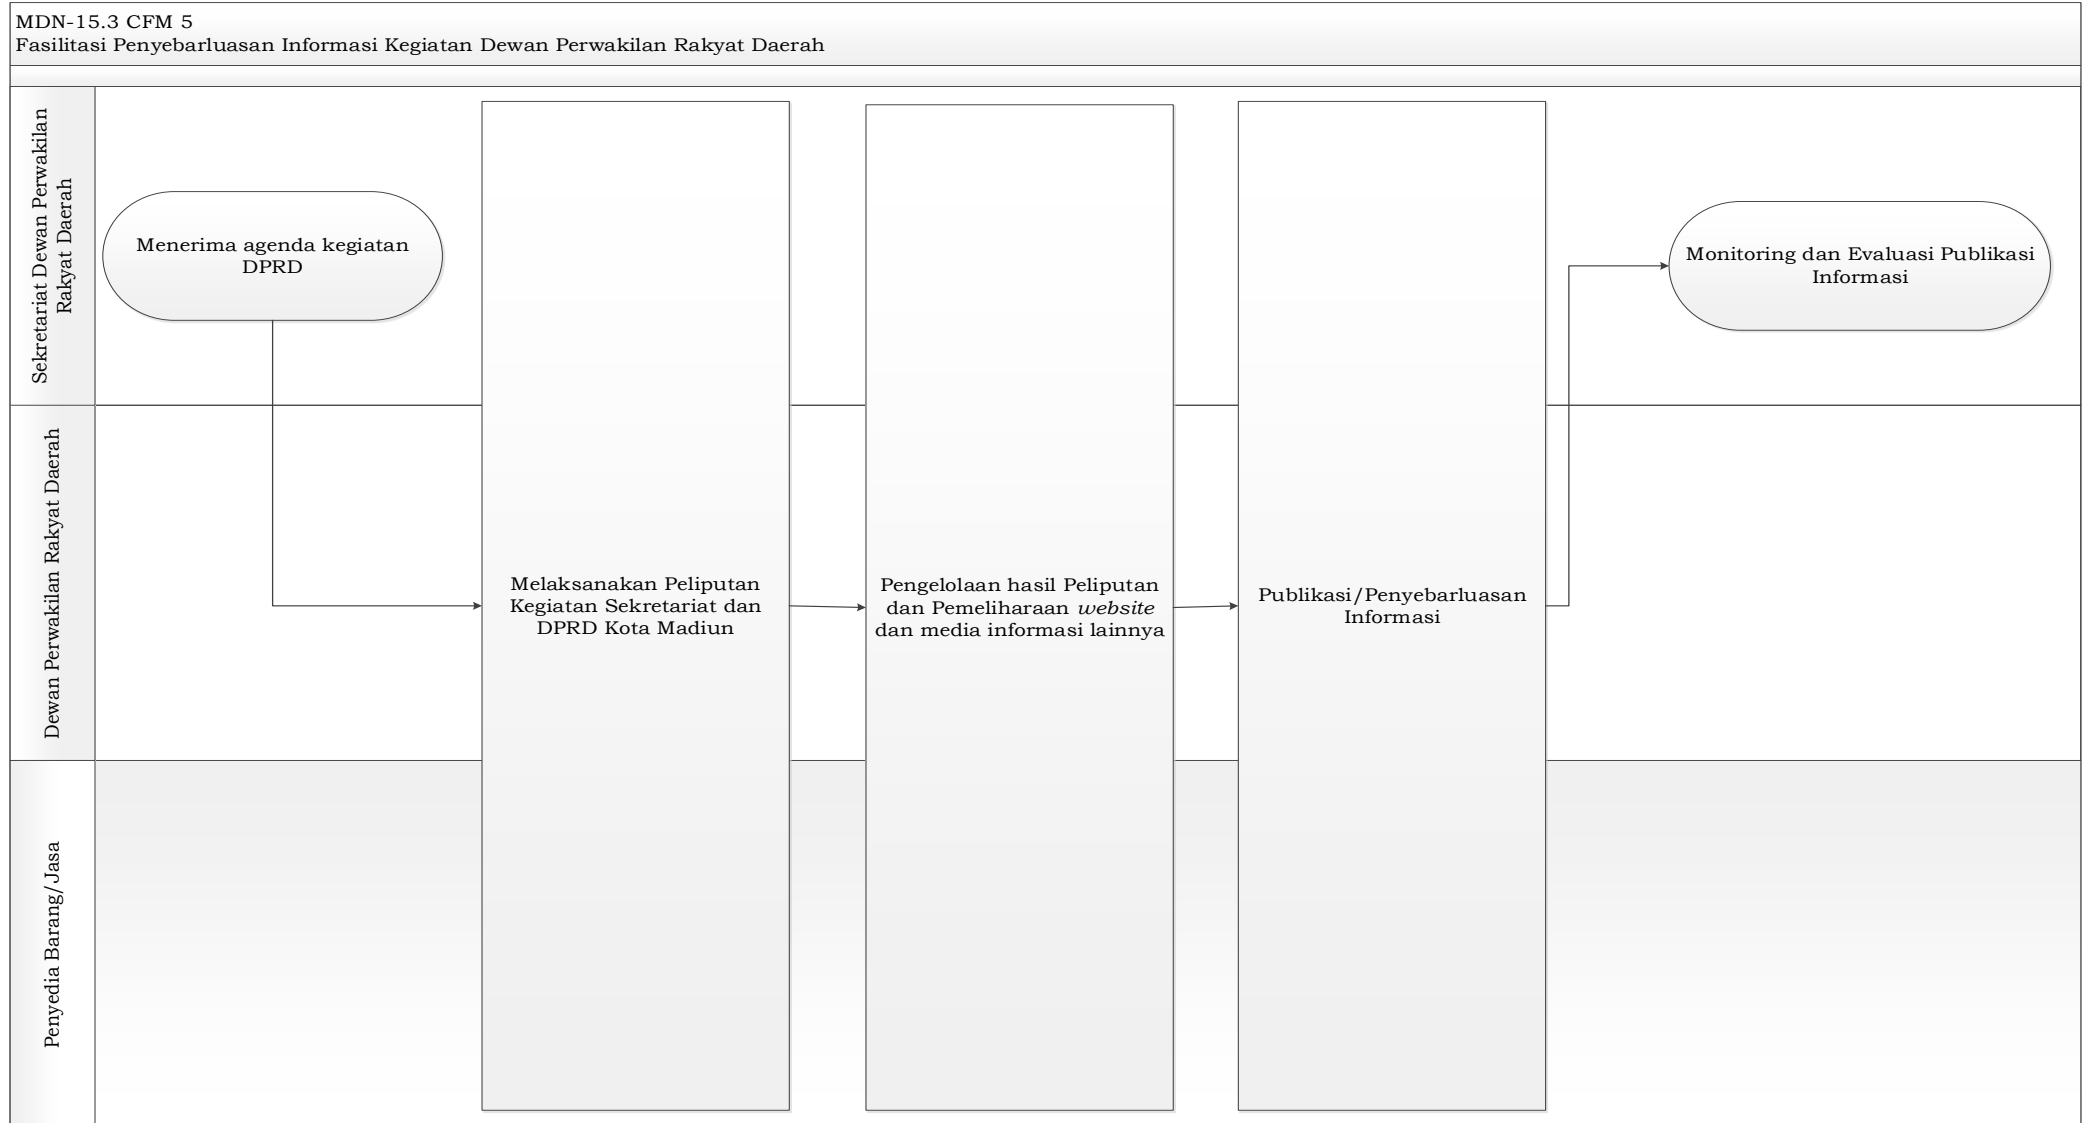 MDN-15.3 CFM 5
Fasilitasi Penyebarluasan Informasi Kegiatan Dewan Perwakilan Rakyat Daerah
Sekretariat Dewan Perwakilan
Rakyat Daerah
Menerima agenda kegiatan
DPRD
Monitoring dan Evaluasi Publikasi
Informasi
Dewan Perwakilan Rakyat Daerah
Melaksanakan Peliputan
Kegiatan Sekretariat dan
DPRD Kota Madiun
Pengelolaan hasil Peliputan
dan Pemeliharaan website
dan media informasi lainnya
Publikasi/Penyebarluasan
Informasi
Penyedia Barang/Jasa